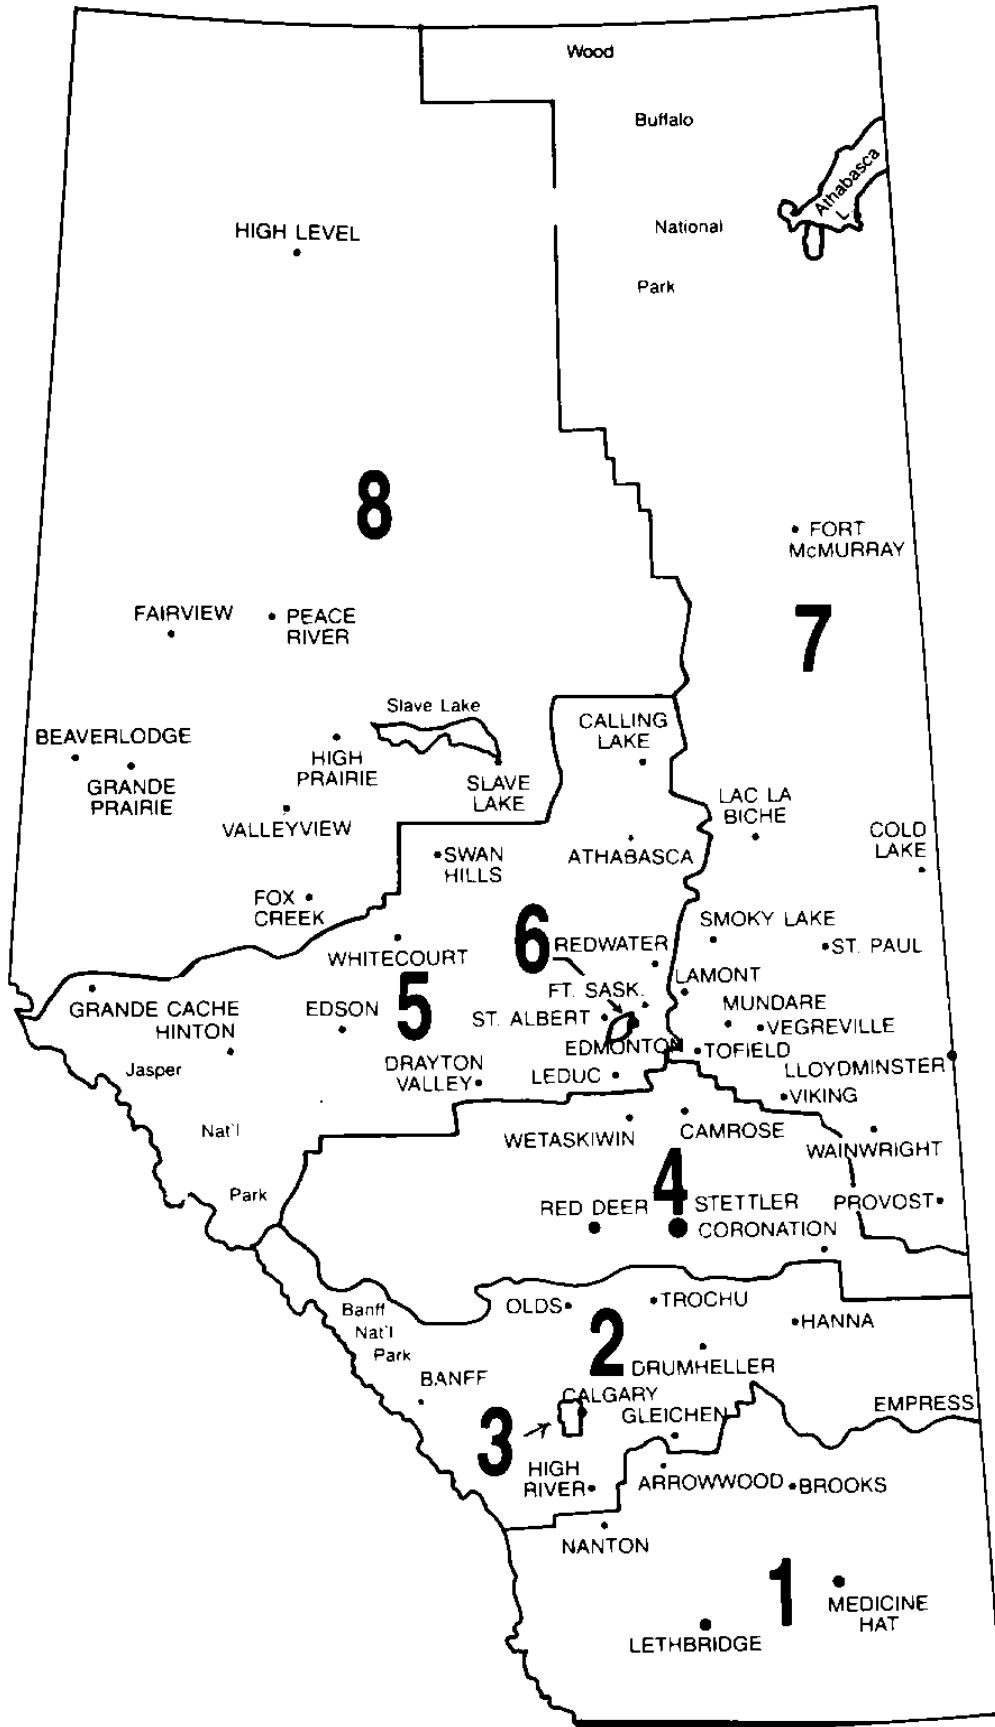 Wood
Buffalo
Athabasca
L.
National
Park
HIGH LEVEL
8
FORT
McMURRAY
7
FAIRVIEW
PEACE
RIVER
Slave Lake
CALLING
LAKE
BEAVERLODGE
HIGH
PRAIRIE
GRANDE
PRAIRIE
SLAVE
LAKE
LAC LA
BICHE
VALLEYVIEW
COLD
LAKE
SWAN
HILLS
ATHABASCA
FOX
CREEK
6
SMOKY LAKE
REDWATER
ST. PAUL
WHITECOURT
LAMONT
5
FT. SASK.
GRANDE CACHE
EDSON
MUNDARE
ST. ALBERT
VEGREVILLE
HINTON
EDMONTON
TOFIELD
Jasper
DRAYTON
VALLEY
LEDUC
LLOYDMINSTER
VIKING
Nat'l
WETASKIWIN
CAMROSE
WAINWRIGHT
4
Park
RED DEER
STETTLER
PROVOST
CORONATION
Banff
Nat'l
Park
OLDS
TROCHU
HANNA
2
DRUMHELLER
BANFF
CALGARY
EMPRESS
3
GLEICHEN
HIGH
RIVER
ARROWWOOD
BROOKS
NANTON
1
MEDICINE
HAT
LETHBRIDGE